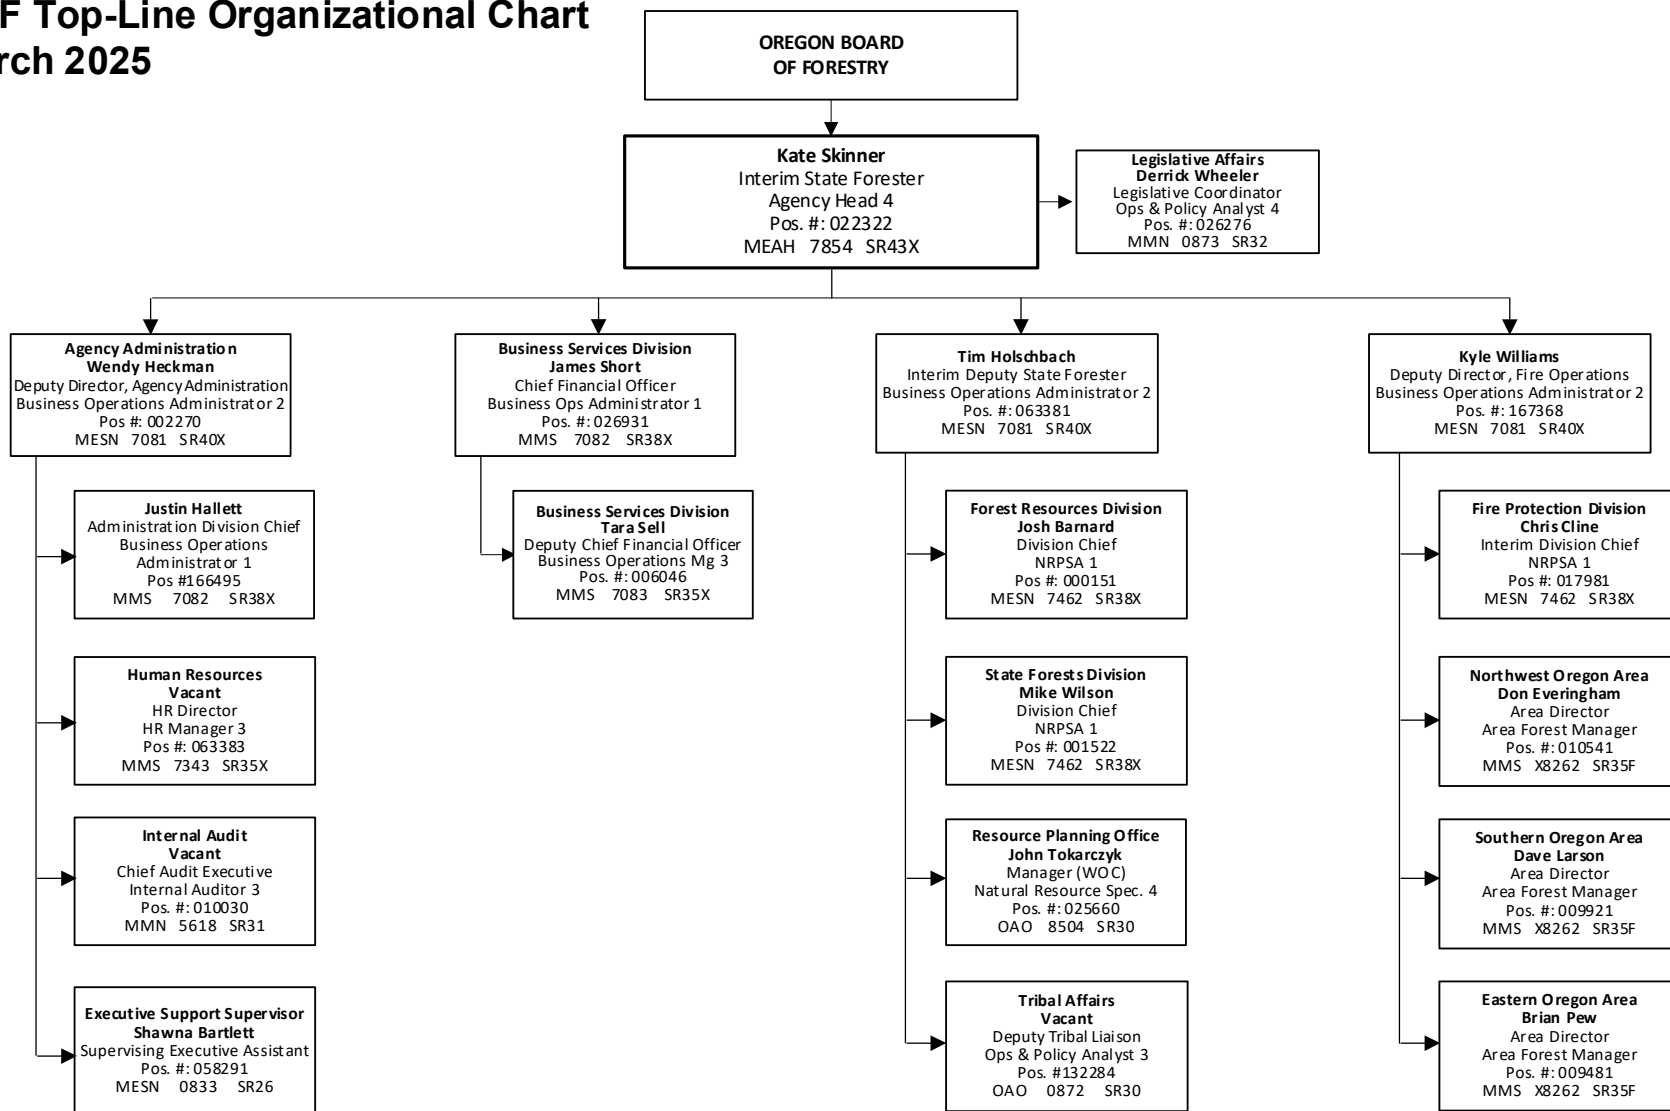 F Top-Line Organizational Chart
rch 2025
OREGON BOARD
OF FORESTRY
Kate Skinner
Interim State Forester
Agency Head 4
Pos. #: 022322
MEAH 7854 SR43X
Legislative Affairs
Derrick Wheeler
Legislative Coordinator
Ops & Policy Analyst 4
Pos. #: 026276
MMN 0873 SR32
Agency Administration
Wendy Heckman
Deputy Director, Agency Administration
Business Operations Administrator 2
Pos #: 002270
MESN 7081 SR40X
Business Services Division
James Short
Chief Financial Officer
Business Ops Administrator 1
Pos. #: 026931
MMS 7082 SR38X
Tim Holschbach
Interim Deputy State Forester
Business Operations Administrator 2
Pos. #: 063381
MESN 7081 SR40X
Kyle Williams
Deputy Director, Fire Operations
Business Operations Administrator 2
Pos. #: 167368
MESN 7081 SR40X
Justin Hallett
Administration Division Chief
Business Operations
Administrator 1
Pos #166495
MMS 7082 SR38X
Business Services Division
Tara Sell
Deputy Chief Financial Officer
Business Operations Mg 3
Pos. #: 006046
MMS 7083 SR35X
Forest Resources Division
Josh Barnard
Division Chief
NRPSA 1
Pos #: 000151
MESN 7462 SR38X
Fire Protection Division
Chris Cline
Interim Division Chief
NRPSA 1
Pos #: 017981
MESN 7462 SR38X
Human Resources
Vacant
HR Director
HR Manager 3
Pos #: 063383
MMS 7343 SR35X
State Forests Division
Mike Wilson
Division Chief
NRPSA 1
Pos #: 001522
MESN 7462 SR38X
Northwest Oregon Area
Don Everingham
Area Director
Area Forest Manager
Pos. #: 010541
MMS X8262 SR35F
Internal Audit
Vacant
Chief Audit Executive
Internal Auditor 3
Pos. #: 010030
MMN 5618 SR31
Resource Planning Office
John Tokarczyk
Manager (WOC)
Natural Resource Spec. 4
Pos. #: 025660
OAO 8504 SR30
Southern Oregon Area
Dave Larson
Area Director
Area Forest Manager
Pos. #: 009921
MMS X8262 SR35F
Executive Support Supervisor
Shawna Bartlett
Supervising Executive Assistant
Pos. #: 058291
MESN 0833 SR26
Tribal Affairs
Vacant
Deputy Tribal Liaison
Ops & Policy Analyst 3
Pos. #132284
OAO 0872 SR30
Eastern Oregon Area
Brian Pew
Area Director
Area Forest Manager
Pos. #: 009481
MMS X8262 SR35F